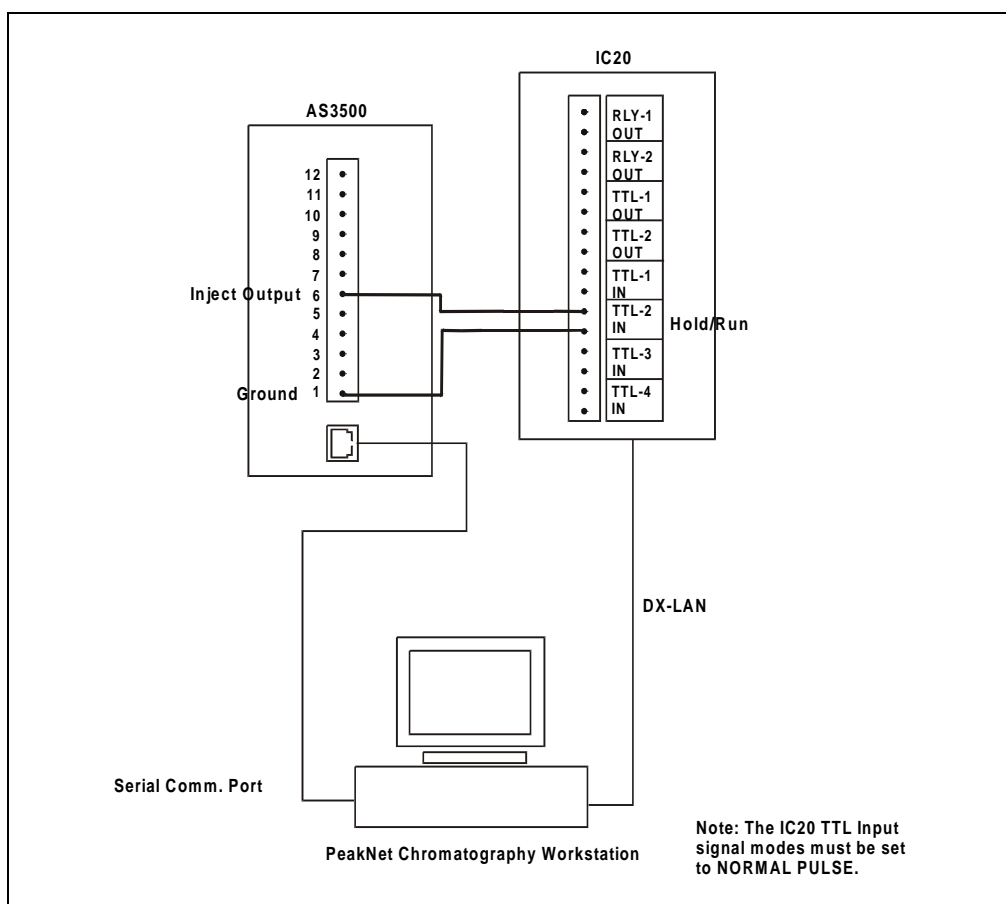 IC20
AS3500
RLY-1
OUT
RLY-2
OUT
TTL-1
OUT
TTL-2
OUT
TTL-1
IN
TTL-2
IN
Hold/Run
TTL-3
IN
TTL-4
IN
12
11
10
9
8
7
Inject Output 6
5
4
3
2
Ground 1
DX-LAN
Serial Comm. Port
PeakNet Chromatography Workstation
Note: The IC20 TTL Input
signal modes must be set
to NORMAL PULSE.